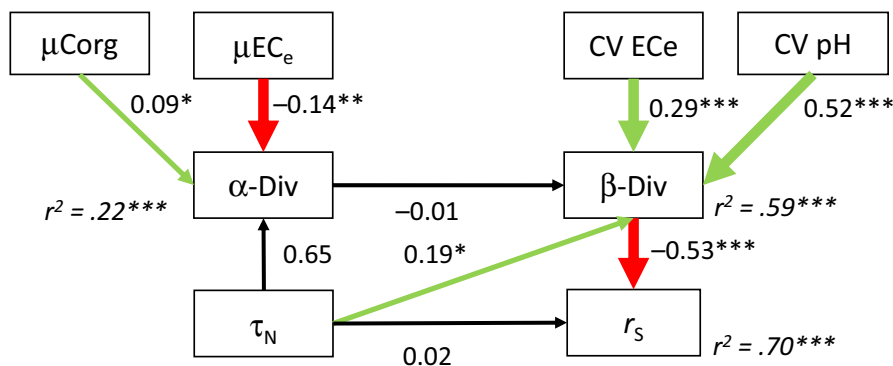 μCorg
μECe
CV ECe
CV pH
0.09*
–0.14**
0.29***
0.52***
α-Div
β-Div
r² = .22***
–0.01
r² = .59***
0.65
0.19*
–0.53***
τN
rS
0.02
r² = .70***